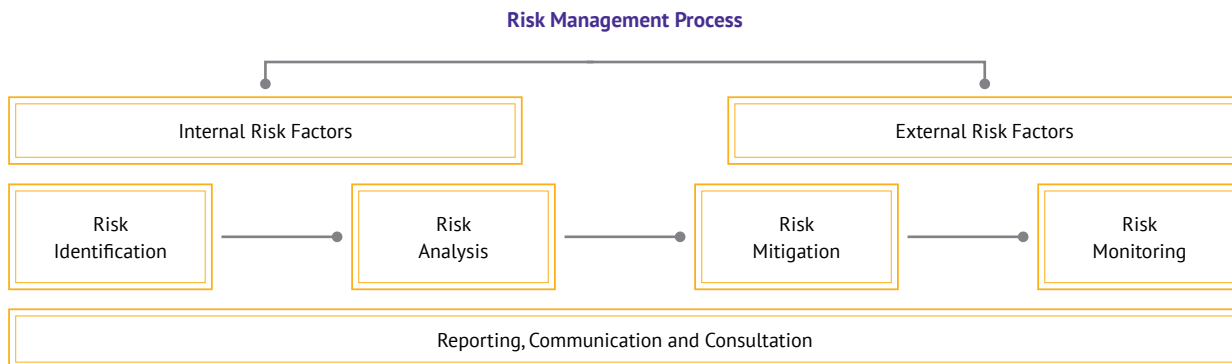 Risk Management Process
Internal Risk Factors
External Risk Factors
Risk
Identification
Risk
Analysis
Risk
Mitigation
Risk
Monitoring
Reporting, Communication and Consultation